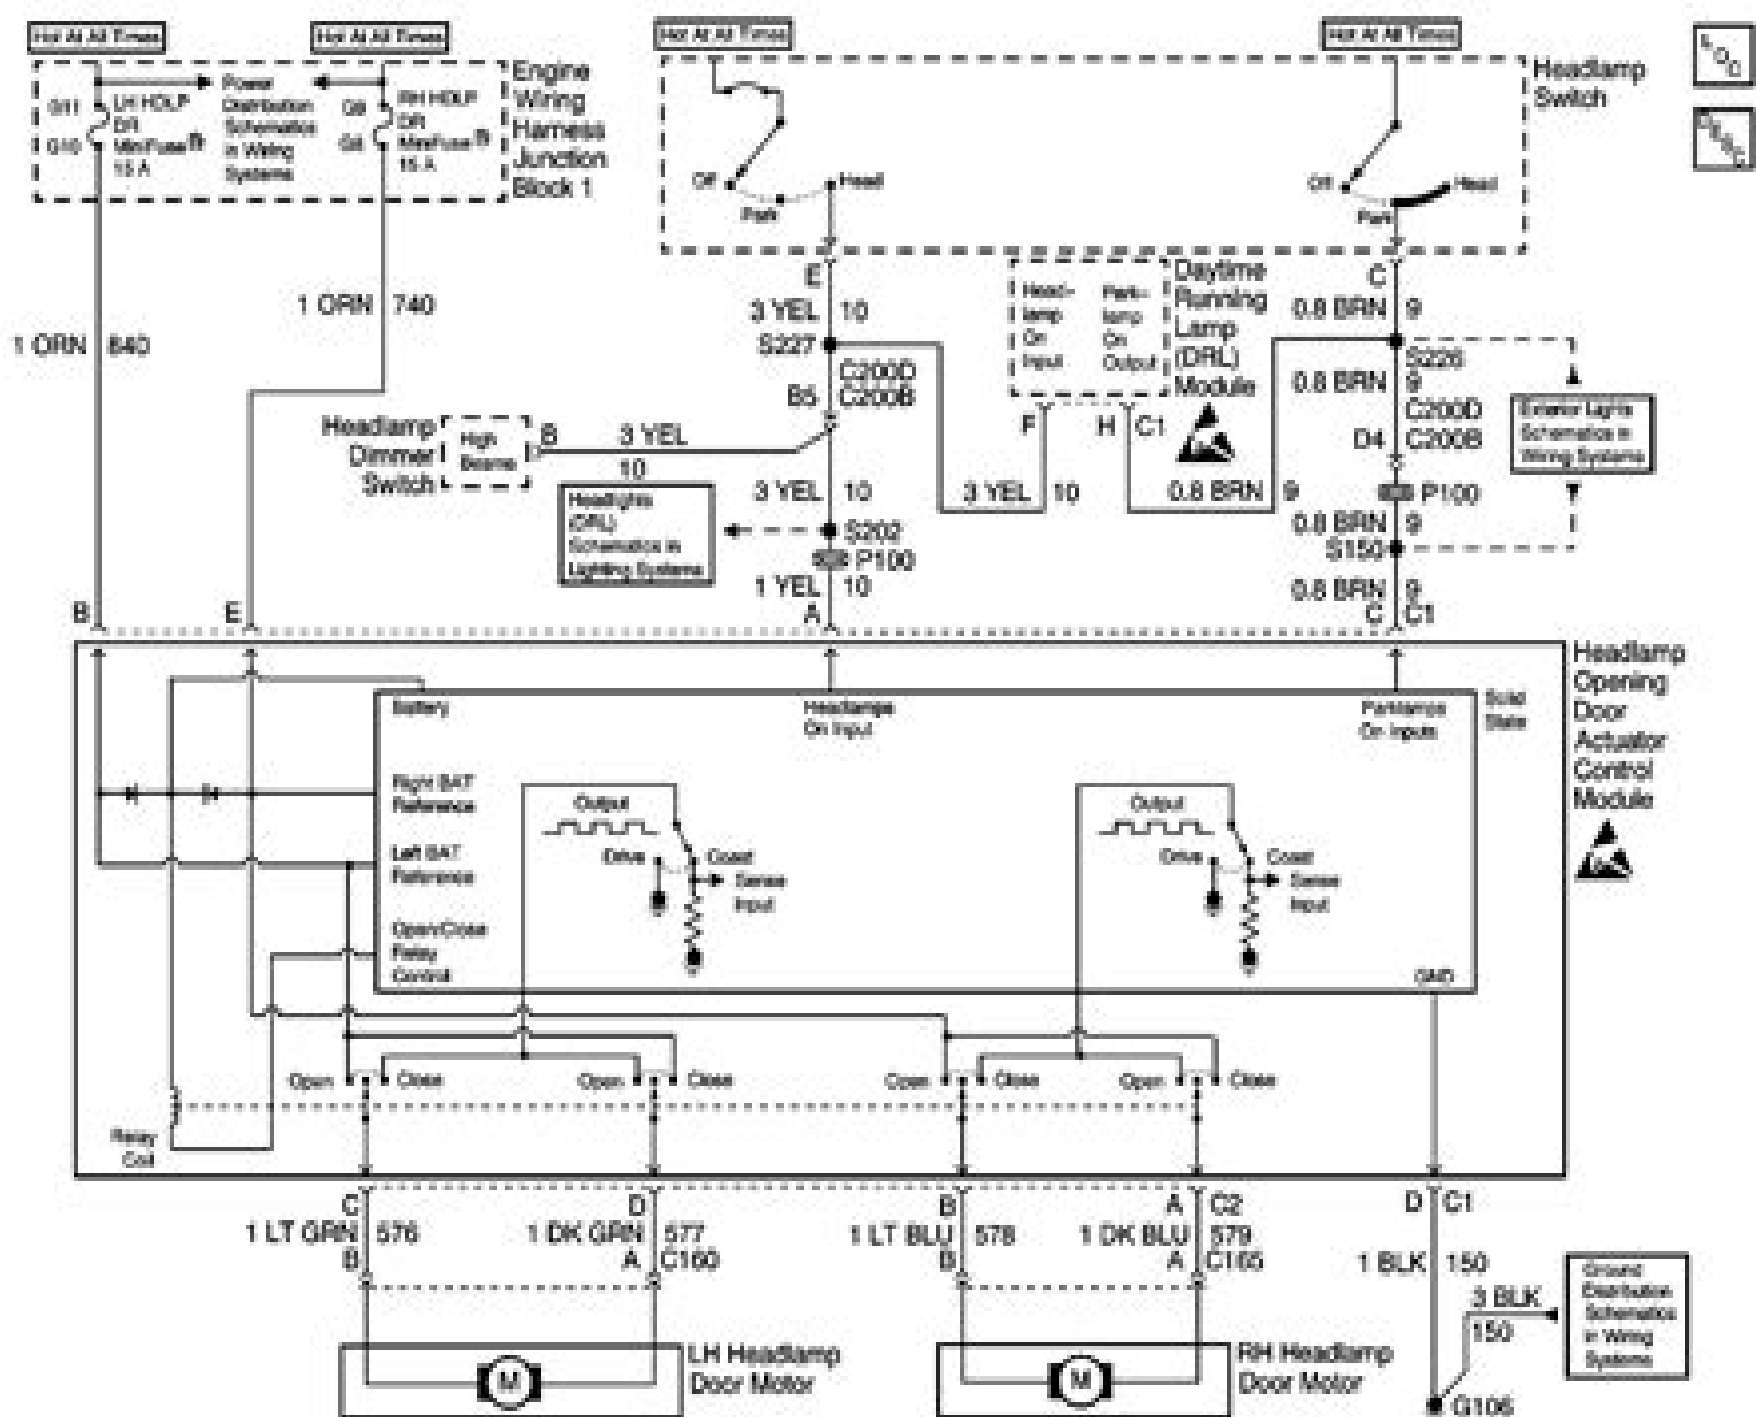 Hot At All Times
Hot At All Times
Hot At All Times
Hot At All Times
L O C
D E S C
G11
LH HDLP
DR
MiniFuse®
15 A
G10
Power
Distribution
Schematics
in Wiring
Systems
G9
RH HDLP
DR
MiniFuse®
15 A
G8
Engine
Wiring
Harness
Junction
Block 1
Off
Park
Head
Off
Park
Head
Headlamp
Switch
1 ORN 640
1 ORN 740
E
3 YEL 10
S227
C200D
B5 C200B
Head-
lamp
On
Input
Park-
lamp
On
Output
Daytime
Running
Lamp
(DRL)
Module
F
H C1
C
0.8 BRN 9
S226
0.8 BRN 9
C200D
D4 C200B
Exterior Lights
Schematics in
Wiring Systems
Headlamp
Dimmer
Switch
High
Beams
B
3 YEL
10
Headlights
(DRL)
Schematics in
Lighting Systems
3 YEL 10
S202
P100
1 YEL 10
3 YEL 10
0.8 BRN 9
P100
0.8 BRN 9
S150
0.8 BRN 9
B
E
A
C C1
Headlamp
Opening
Door
Actuator
Control
Module
Battery
Headlamps
On Input
Parklamps
On Inputs
Solid
State
Right BAT
Reference
Left BAT
Reference
Open/Close
Relay
Control
Output
Drive
Coast
Sense
Input
Output
Drive
Coast
Sense
Input
GND
Open
Close
Open
Close
Open
Close
Open
Close
Relay
Coil
C
1 LT GRN 576
B
D
1 DK GRN 577
A C160
B
1 LT BLU 578
B
A C2
1 DK BLU 579
A C165
D C1
1 BLK 150
3 BLK
150
Ground
Distribution
Schematics
in Wiring
Systems
M
LH Headlamp
Door Motor
M
RH Headlamp
Door Motor
G106